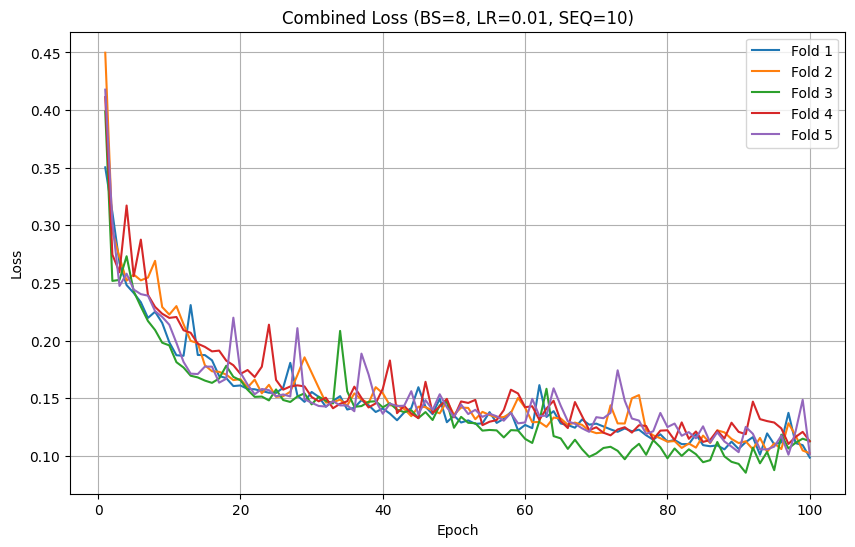 Combined Loss (BS=8, LR=0.01, SEQ=10)
Loss
0.45
0.40
0.35
0.30
0.25
0.20
0.15
0.10
Fold 1
Fold 2
Fold 3
Fold 4
Fold 5
0 20 40 60 80 100
Epoch